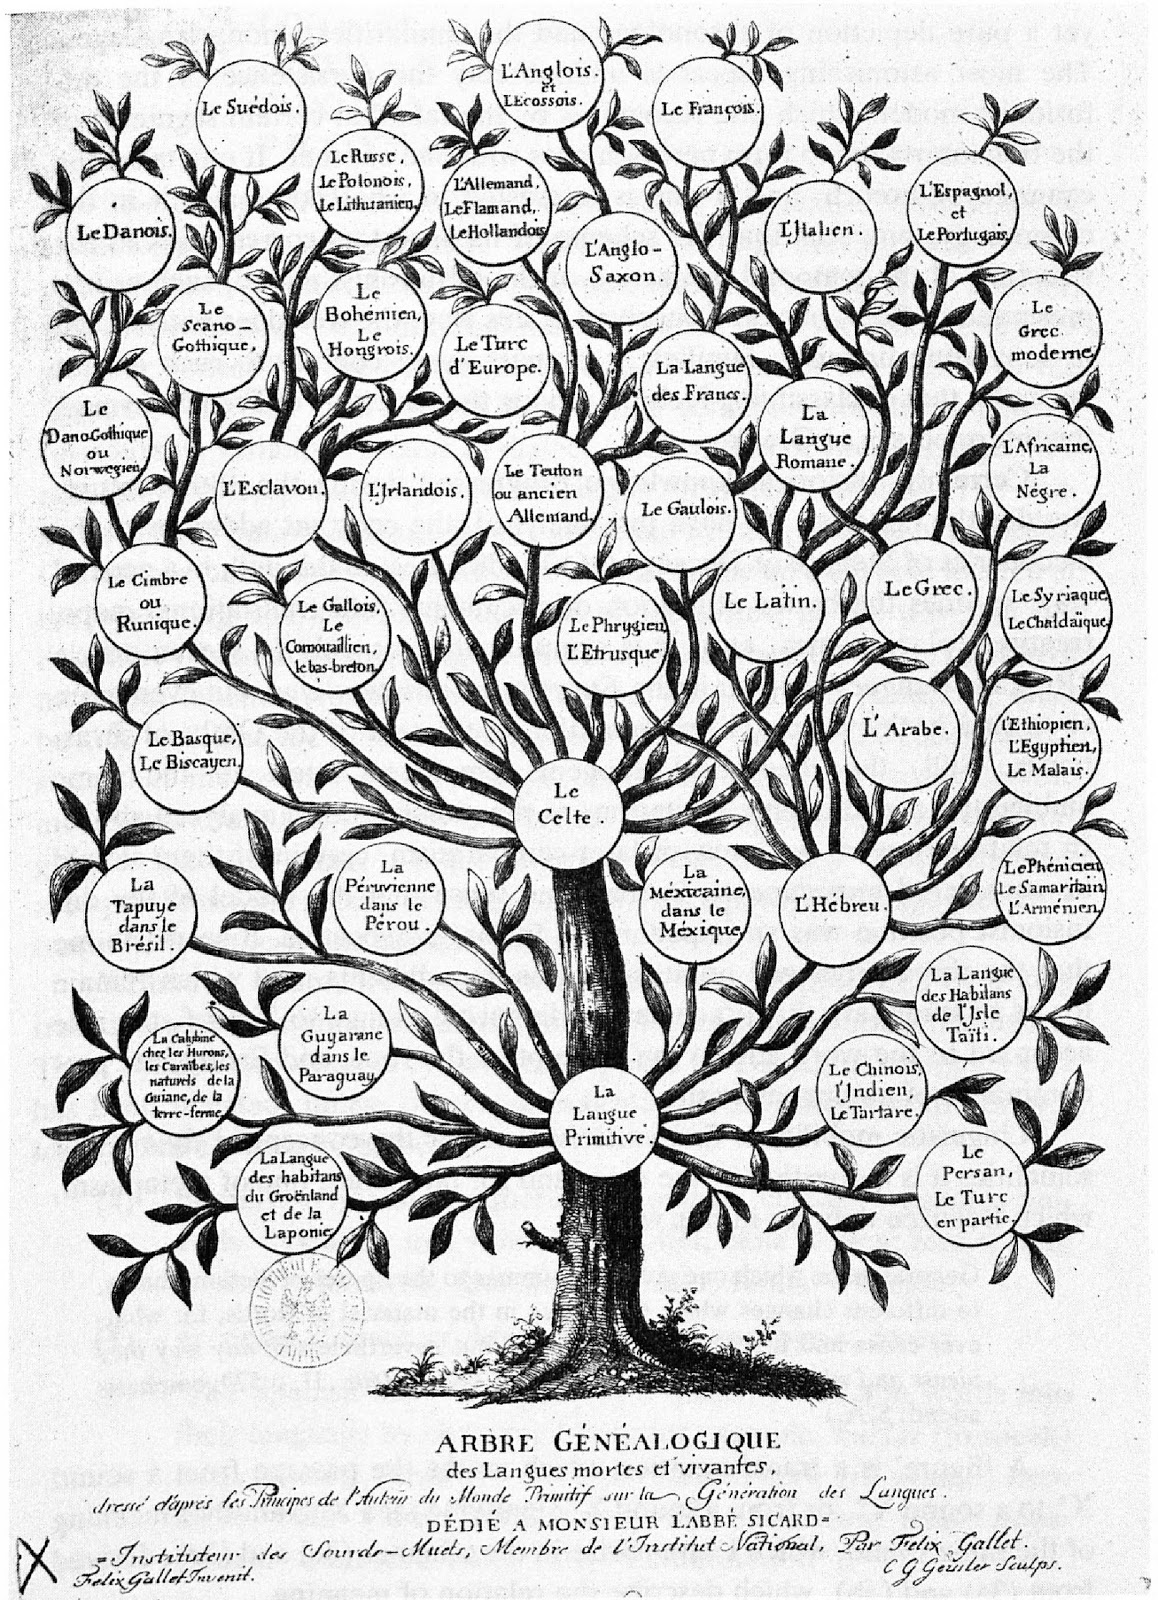 L'Anglois.
et
L'Ecossois.
Le Suédois.
Le François.
Le Russe,
Le Polonois,
Le Lithuanien.
L'Allemand,
Le Flamand,
Le Hollandois
L'Espagnol,
et
Le Portugais.
Le Danois.
L'Italien.
L'Anglo-
Saxon.
Le
Scano-
Gothique,
Le
Bohémien,
Le
Hongrois.
Le Turc
d'Europe.
Le
Grec
moderne.
La Langue
des Francs.
Le
DanoGothique
ou
Norwegien
La
Langue
Romane.
L'Africaine,
La
Négre.
L'Esclavon.
L'Irlandois.
Le Teuton
ou ancien
Allemand.
Le Gaulois.
Le Cimbre
ou
Runique.
Le Gallois,
Le
Cornouaillien,
le bas-breton
Le Phrygien
L'Etrusque
Le Latin.
Le Grec.
Le Syriaque
Le Chaldaïque
Le Basque,
Le Biscayen
L'Arabe.
l'Ethiopien,
L'Egyptien,
Le Malais.
Le
Celte.
La
Tapuye
dans le
Brésil.
La
Péruvienne
dans le
Pérou.
La
Méxicaine,
dans le
Méxique
L'Hébreu.
Le Phénicien
Le Samaritain
L'Arménien,
La Langue
des Habitans
de l'Isle
Taïti.
La
chez les Hurons,
les Caraïbes, les
naturels de la
Guiane, de la
terre-ferme
La
Guyarane
dans le
Paraguay
Le Chinois,
l'Indien,
Le Tartare.
La
Langue
Primitive.
La Langue
des habitans
du Groënland
et de la
Laponie
Le
Persan,
Le Turc
en partie.
BIBLIOTHÈQUE
ARBRE GÉNÉALOGIQUE
des Langues mortes et vivantes,
dressé d'après les Principes de l'Auteur du Monde Primitif sur la Génération des Langues.
DÉDIÉ A MONSIEUR L'ABBÉ SICARD=
=Instituteur des Sourds-Muets, Membre de l'Institut National, Par Felix Gallet.
Felix Gallet Invenit.
C G Geissler Sculps.
X